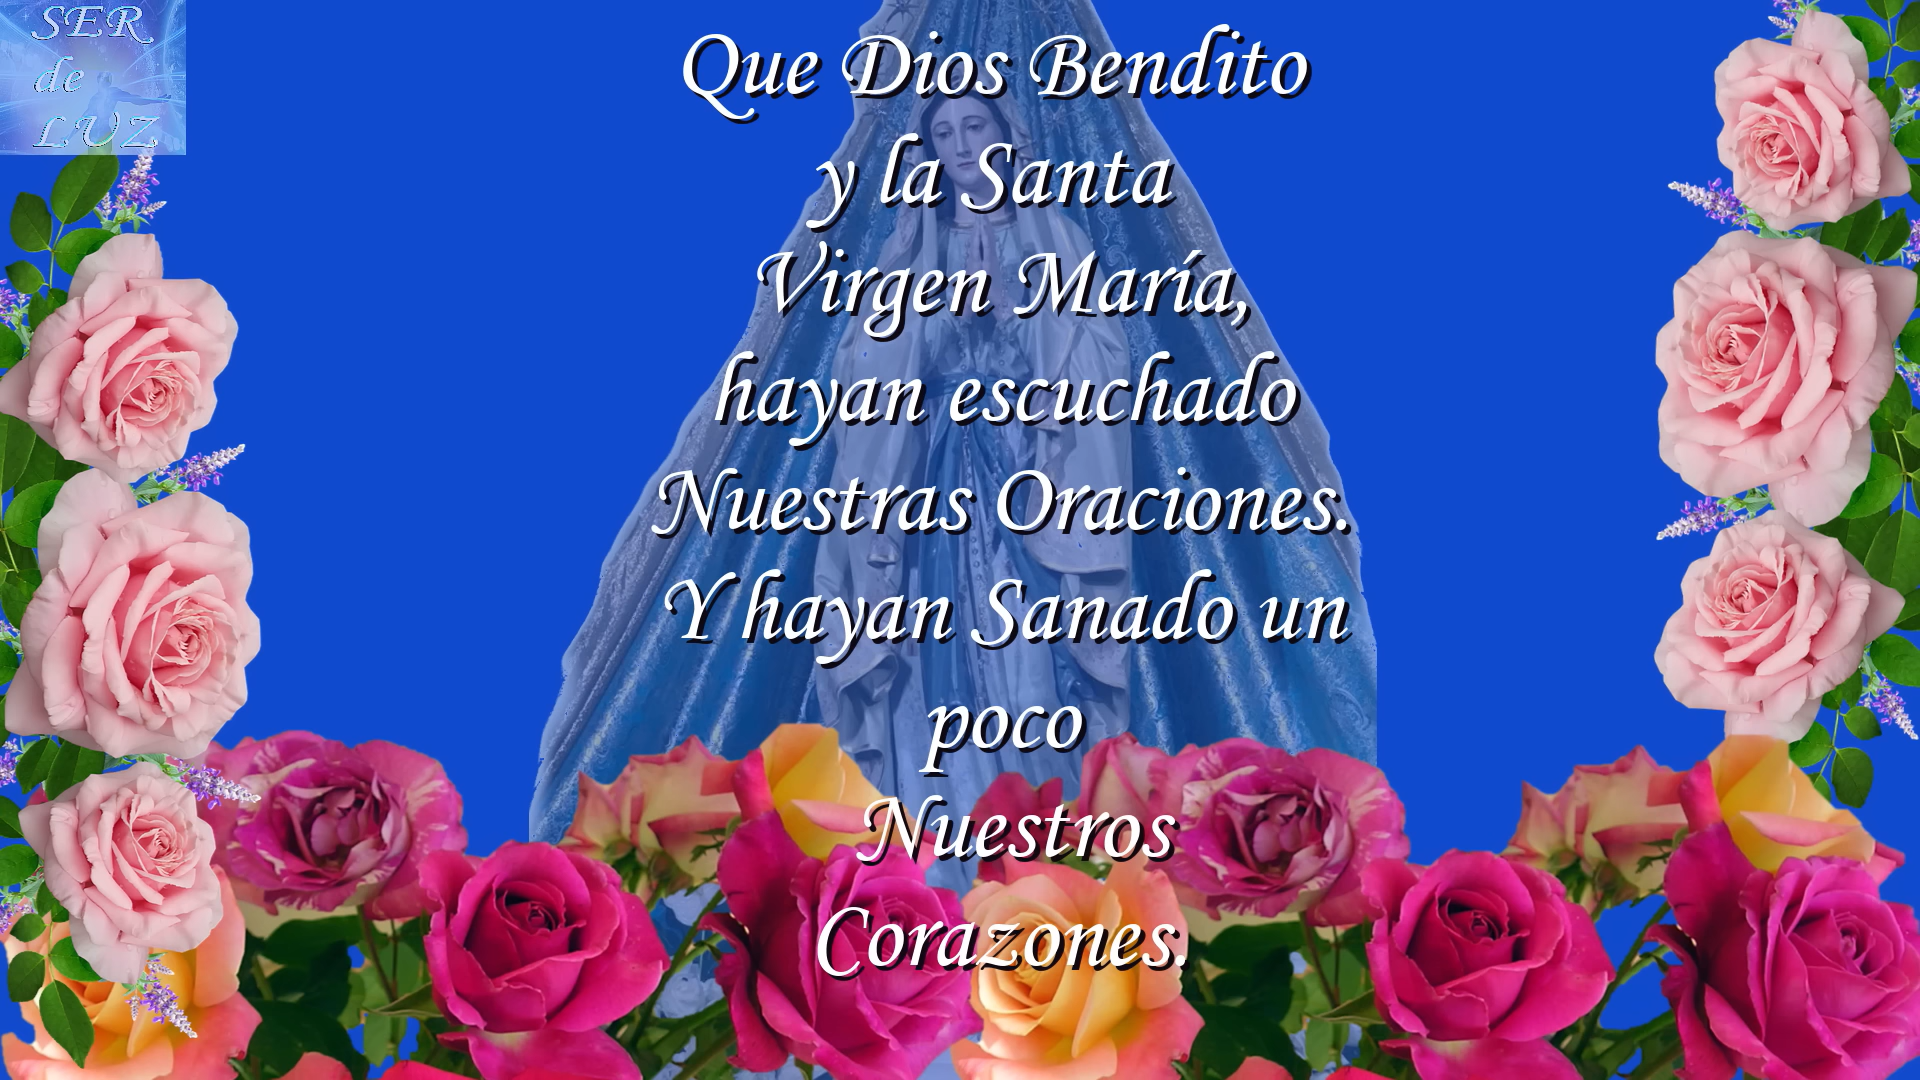 SER
de
LUZ
Que Dios Bendito
y la Santa
Virgen María,
hayan escuchado
Nuestras Oraciones.
Y hayan Sanado un
poco
Nuestros
Corazones.